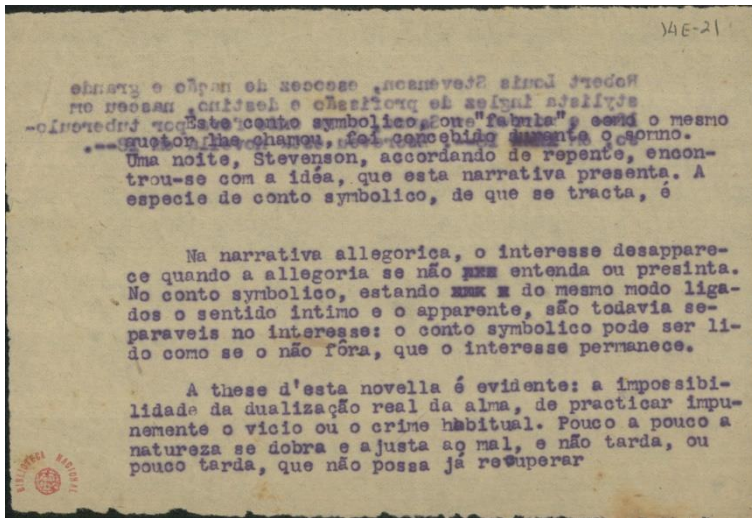 14E-21
Este conto symbolico, ou "fabula", como o mesmo
auctor lhe chamou, foi concebido durante o somno.
Uma noite, Stevenson, accordando de repente, encon-
trou-se com a idéa, que esta narrativa presenta. A
especie de conto symbolico, de que se tracta, é
Na narrativa allegorica, o interesse desappare-
ce quando a allegoria se não entenda ou presinta.
No conto symbolico, estando do mesmo modo liga-
dos o sentido intimo e o apparente, são todavia se-
paraveis no interesse: o conto symbolico pode ser li-
do como se o não fôra, que o interesse permanece.
A these d'esta novella é evidente: a impossibi-
lidade da dualização real da alma, de practicar impu-
nemente o vicio ou o crime habitual. Pouco a pouco a
natureza se dobra e ajusta ao mal, e não tarda, ou
pouco tarda, que não possa já recuperar
BIBLIOTECA NACIONAL